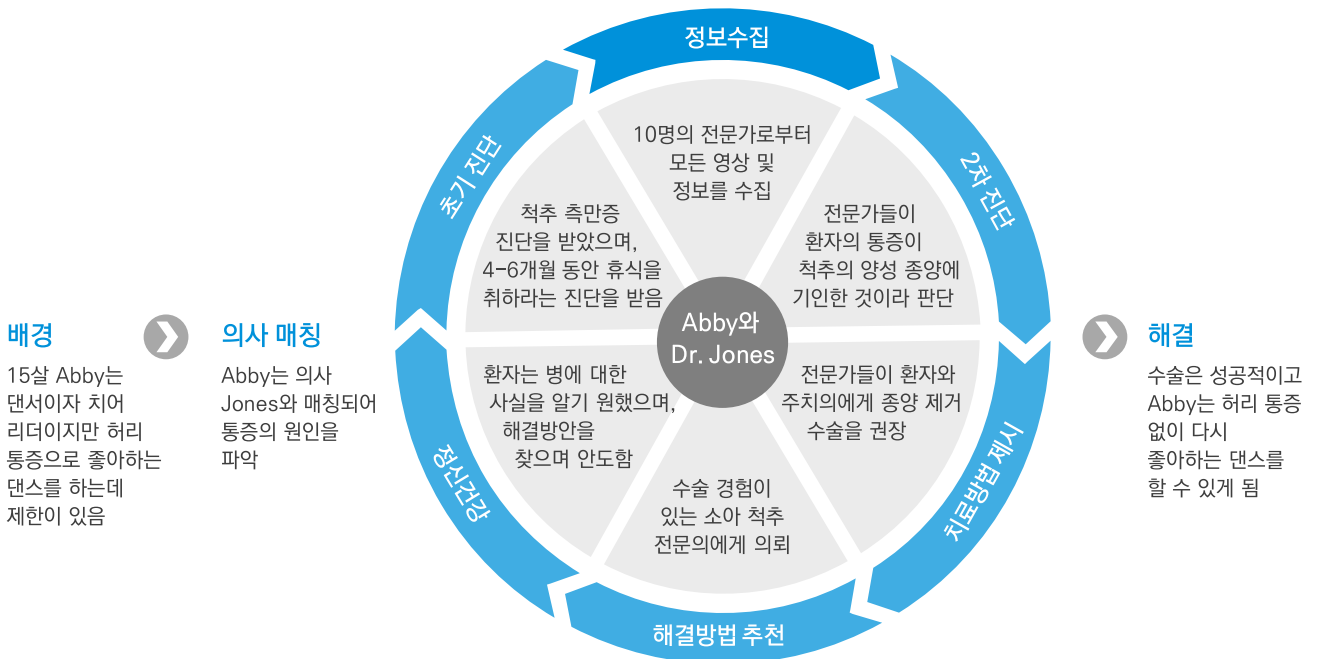 배경
15살 Abby는
댄서이자 치어
리더이지만 허리
통증으로 좋아하는
댄스를 하는데
제한이 있음
의사 매칭
Abby는 의사
Jones와 매칭되어
통증의 원인을
파악
Abby와
Dr. Jones
초기 진단
척추 측만증
진단을 받았으며,
4-6개월 동안 휴식을
취하라는 진단을 받음
정보수집
10명의 전문가로부터
모든 영상 및
정보를 수집
2차 진단
전문가들이
환자의 통증이
척추의 양성 종양에
기인한 것이라 판단
치료방법 제시
전문가들이 환자와
주치의에게 종양 제거
수술을 권장
해결방법 추천
수술 경험이
있는 소아 척추
전문의에게 의뢰
정신건강
환자는 병에 대한
사실을 알기 원했으며,
해결방안을
찾으며 안도함
해결
수술은 성공적이고
Abby는 허리 통증
없이 다시
좋아하는 댄스를
할 수 있게 됨